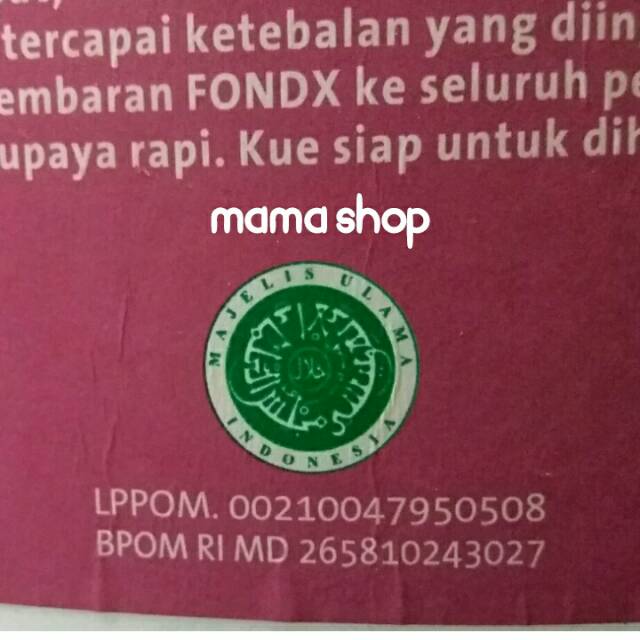 tercapai ketebalan yang diin
embaran FONDX ke seluruh pe
upaya rapi. Kue siap untuk dih
mama shop
MAJELIS ULAMA
INDONESIA
LPPOM. 00210047950508
BPOM RI MD 265810243027